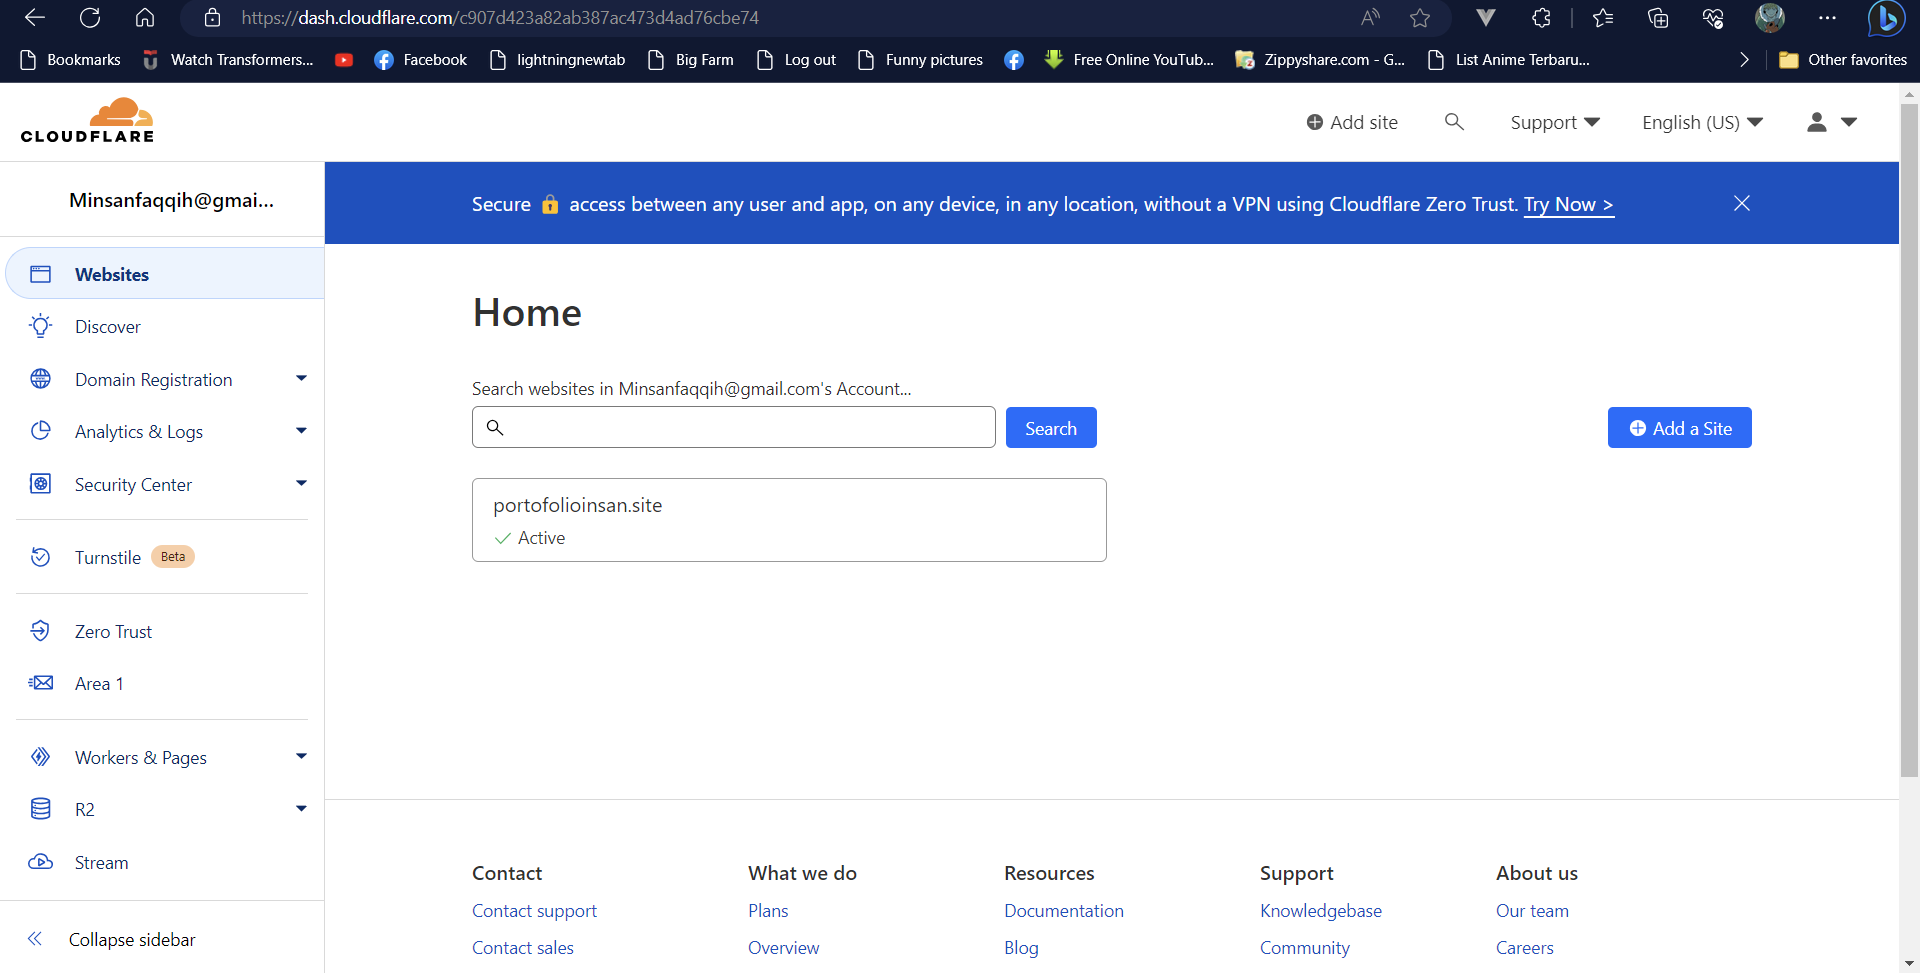 https://dash.cloudflare.com/c907d423a82ab387ac473d4ad76cbe74
Bookmarks
Watch Transformers...
Facebook
lightningnewtab
Big Farm
Log out
Funny pictures
Free Online YouTub...
Zippyshare.com - G...
List Anime Terbaru...
Other favorites
CLOUDFLARE
Add site
Support
English (US)
Minsanfaqqih@gmai...
Secure 🔒 access between any user and app, on any device, in any location, without a VPN using Cloudflare Zero Trust. Try Now >
Websites
Discover
Domain Registration
Analytics & Logs
Security Center
Turnstile Beta
Zero Trust
Area 1
Workers & Pages
R2
Stream
Collapse sidebar
Home
Search websites in Minsanfaqqih@gmail.com's Account...
Search
Add a Site
portofolioinsan.site
Active
Contact
Contact support
Contact sales
What we do
Plans
Overview
Resources
Documentation
Blog
Support
Knowledgebase
Community
About us
Our team
Careers